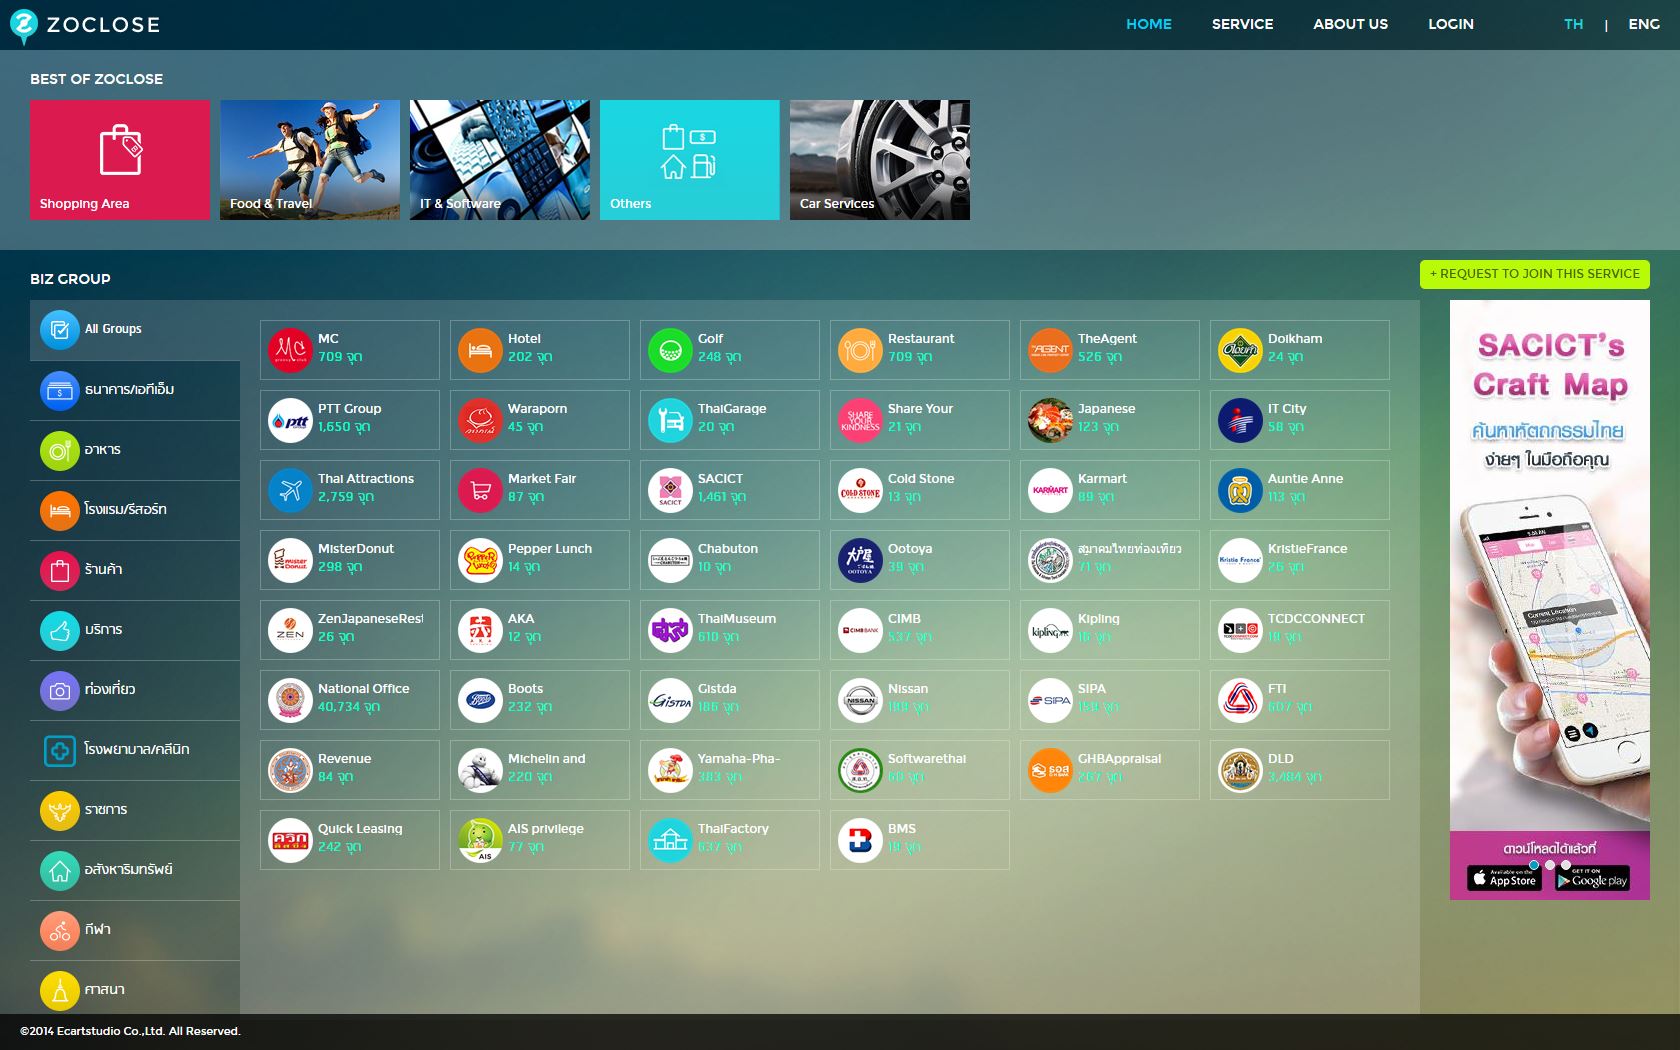 ZOCLOSE
HOME SERVICE ABOUT US LOGIN TH | ENG
BEST OF ZOCLOSE
Shopping Area
Food & Travel
IT & Software
Others
Car Services
BIZ GROUP
+ REQUEST TO JOIN THIS SERVICE
All Groups
ธนาคาร/เอทีเอ็ม
อาหาร
โรงแรม/รีสอร์ท
ร้านค้า
บริการ
ท่องเที่ยว
โรงพยาบาล/คลีนิก
ราชการ
อสังหาริมทรัพย์
กีฬา
ศาสนา
MC
709 จุด
Hotel
202 จุด
Golf
248 จุด
Restaurant
709 จุด
TheAgent
526 จุด
Doikham
24 จุด
PTT Group
1,650 จุด
Waraporn
45 จุด
ThaiGarage
20 จุด
SHARE
YOUR
KINDNESS
Share Your
21 จุด
Japanese
123 จุด
IT City
58 จุด
Thai Attractions
2,759 จุด
Market Fair
87 จุด
SACICT
1,461 จุด
Cold Stone
13 จุด
Karmart
89 จุด
Auntie Anne
113 จุด
MisterDonut
298 จุด
Pepper Lunch
14 จุด
Chabuton
10 จุด
Ootoya
39 จุด
สมาคมไทยท่องเที่ยว
71 จุด
KristieFrance
26 จุด
ZenJapaneseRest
26 จุด
AKA
12 จุด
ThaiMuseum
610 จุด
CIMB
537 จุด
Kipling
16 จุด
TCDCCONNECT
19 จุด
National Office
40,734 จุด
Boots
232 จุด
Gistda
186 จุด
Nissan
จุด
SIPA
จุด
FTI
607 จุด
Revenue
84 จุด
Michelin and
220 จุด
Yamaha-Pha-
383 จุด
Softwarethai
60 จุด
GHBAppraisal
267 จุด
DLD
3,484 จุด
Quick Leasing
242 จุด
AIS privilege
77 จุด
ThaiFactory
637 จุด
BMS
19 จุด
SACICT's
Craft Map
ค้นหาหัตถกรรมไทย
ง่ายๆ ในมือถือคุณ
Current Location
ดาวน์โหลดได้แล้วที่
Available on the
App Store
GET IT ON
Google play
©2014 Ecartstudio Co.,Ltd. All Reserved.